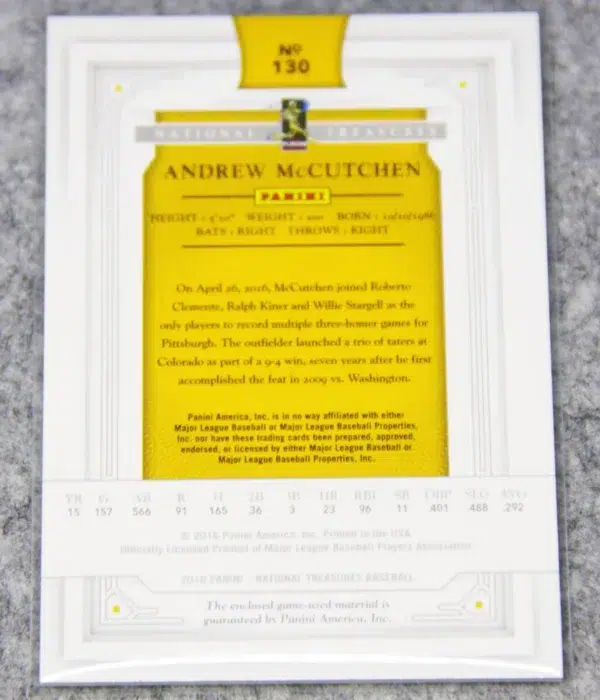 Nº
130
NATIONAL TREASURES
ANDREW McCUTCHEN
PANINI
HEIGHT : 5'10" WEIGHT : 200 BORN : 10/10/1986
BATS : RIGHT THROWS : RIGHT
On April 26, 2016, McCutchen joined Roberto
Clemente, Ralph Kiner and Willie Stargell as the
only players to record multiple three-homer games for
Pittsburgh. The outfielder launched a trio of taters at
Colorado as part of a 9-4 win, seven years after he first
accomplished the feat in 2009 vs. Washington.
Panini America, Inc. is in no way affiliated with either
Major League Baseball or Major League Baseball Properties,
Inc. nor have these trading cards been prepared, approved,
endorsed, or licensed by either Major League Baseball or
Major League Baseball Properties, Inc.
YR G AB R H 2B 3B HR RBI SB OBP SLG AVG
15 157 566 91 165 36 3 23 96 11 .401 .488 .292
© 2016 Panini America, Inc. Printed in the USA
Officially Licensed Product of Major League Baseball Players Association
2016 PANINI - NATIONAL TREASURES BASEBALL
The enclosed game-used material is
guaranteed by Panini America, Inc.